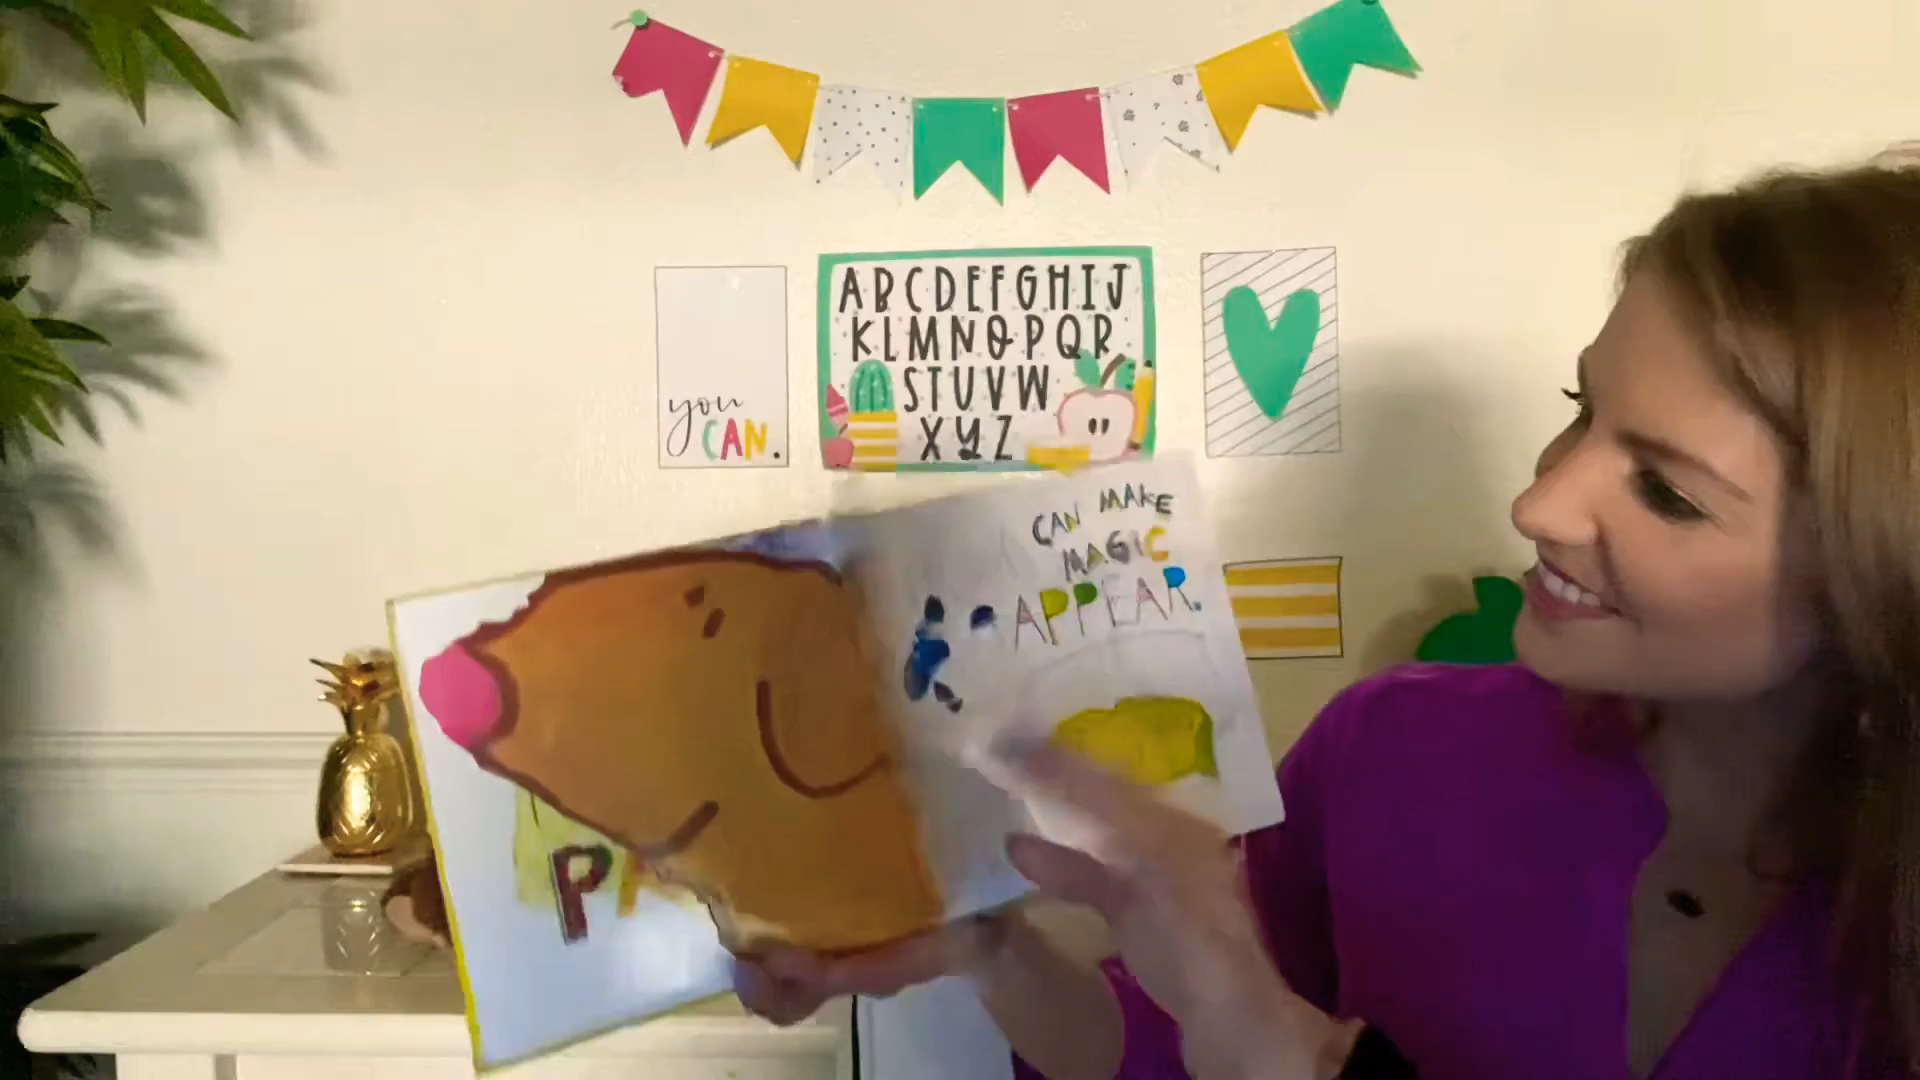 ABCDEFGHIJ
KLMNOPQR
STUVW
XYZ
you
CAN.
CAN MAKE
MAGIC
APPEAR.
P